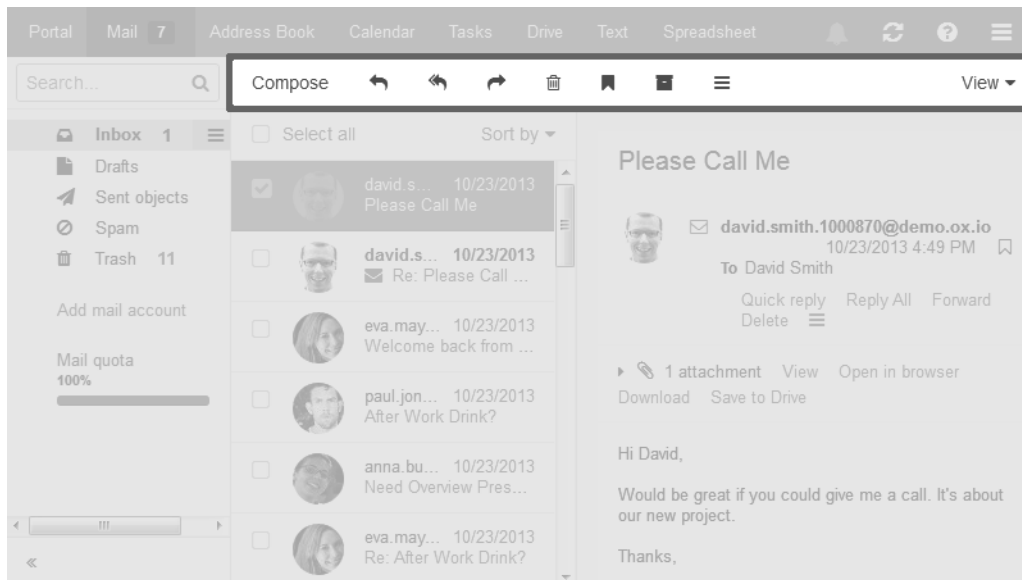 Portal Mail 7 Address Book Calendar Tasks Drive Text Spreadsheet
Search...
Compose View
Inbox 1
Drafts
Sent objects
Spam
Trash 11
Add mail account
Mail quota
100%
Select all Sort by
david.s... 10/23/2013
Please Call Me
david.s... 10/23/2013
Re: Please Call ...
eva.may... 10/23/2013
Welcome back from ...
paul.jon... 10/23/2013
After Work Drink?
anna.bu... 10/23/2013
Need Overview Pres...
eva.may... 10/23/2013
Re: After Work Drink?
Please Call Me
david.smith.1000870@demo.ox.io
10/23/2013 4:49 PM
To David Smith
Quick reply Reply All Forward
Delete
1 attachment View Open in browser
Download Save to Drive
Hi David,
Would be great if you could give me a call. It's about
our new project.
Thanks,